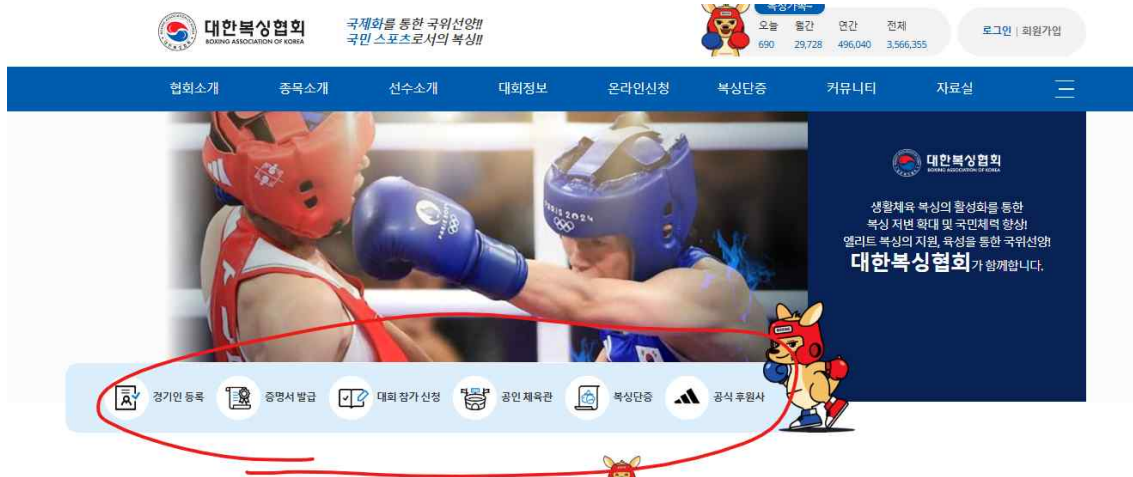 대한복싱협회
BOXING ASSOCIATION OF KOREA
국제화를 통한 국위선양!!
국민 스포츠로서의 복싱!!
오늘 월간 연간 전체
690 29,728 496,040 3,566,355
로그인 | 회원가입
협회소개 종목소개 선수소개 대회정보 온라인신청 복싱단증 커뮤니티 자료실
PARIS 2024
대한복싱협회
BOXING ASSOCIATION OF KOREA
생활체육 복싱의 활성화를 통한
복싱 저변 확대 및 국민체력 향상!
엘리트 복싱의 지원, 육성을 통한 국위선양!
대한복싱협회가 함께합니다.
경기인 등록 증명서 발급 대회 참가 신청 공인 체육관 복싱단증 공식 후원사